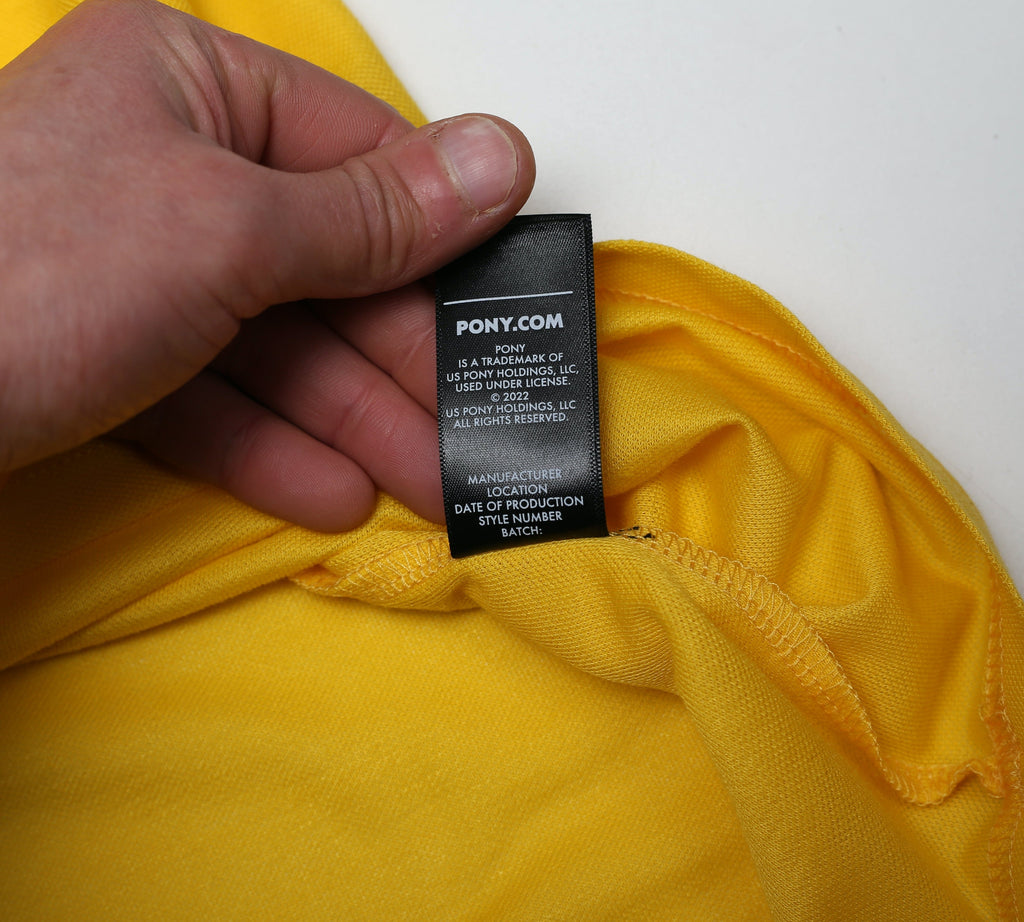 PONY.COM
PONY
IS A TRADEMARK OF
US PONY HOLDINGS, LLC,
USED UNDER LICENSE.
© 2022
US PONY HOLDINGS, LLC
ALL RIGHTS RESERVED.
MANUFACTURER
LOCATION
DATE OF PRODUCTION
STYLE NUMBER
BATCH: